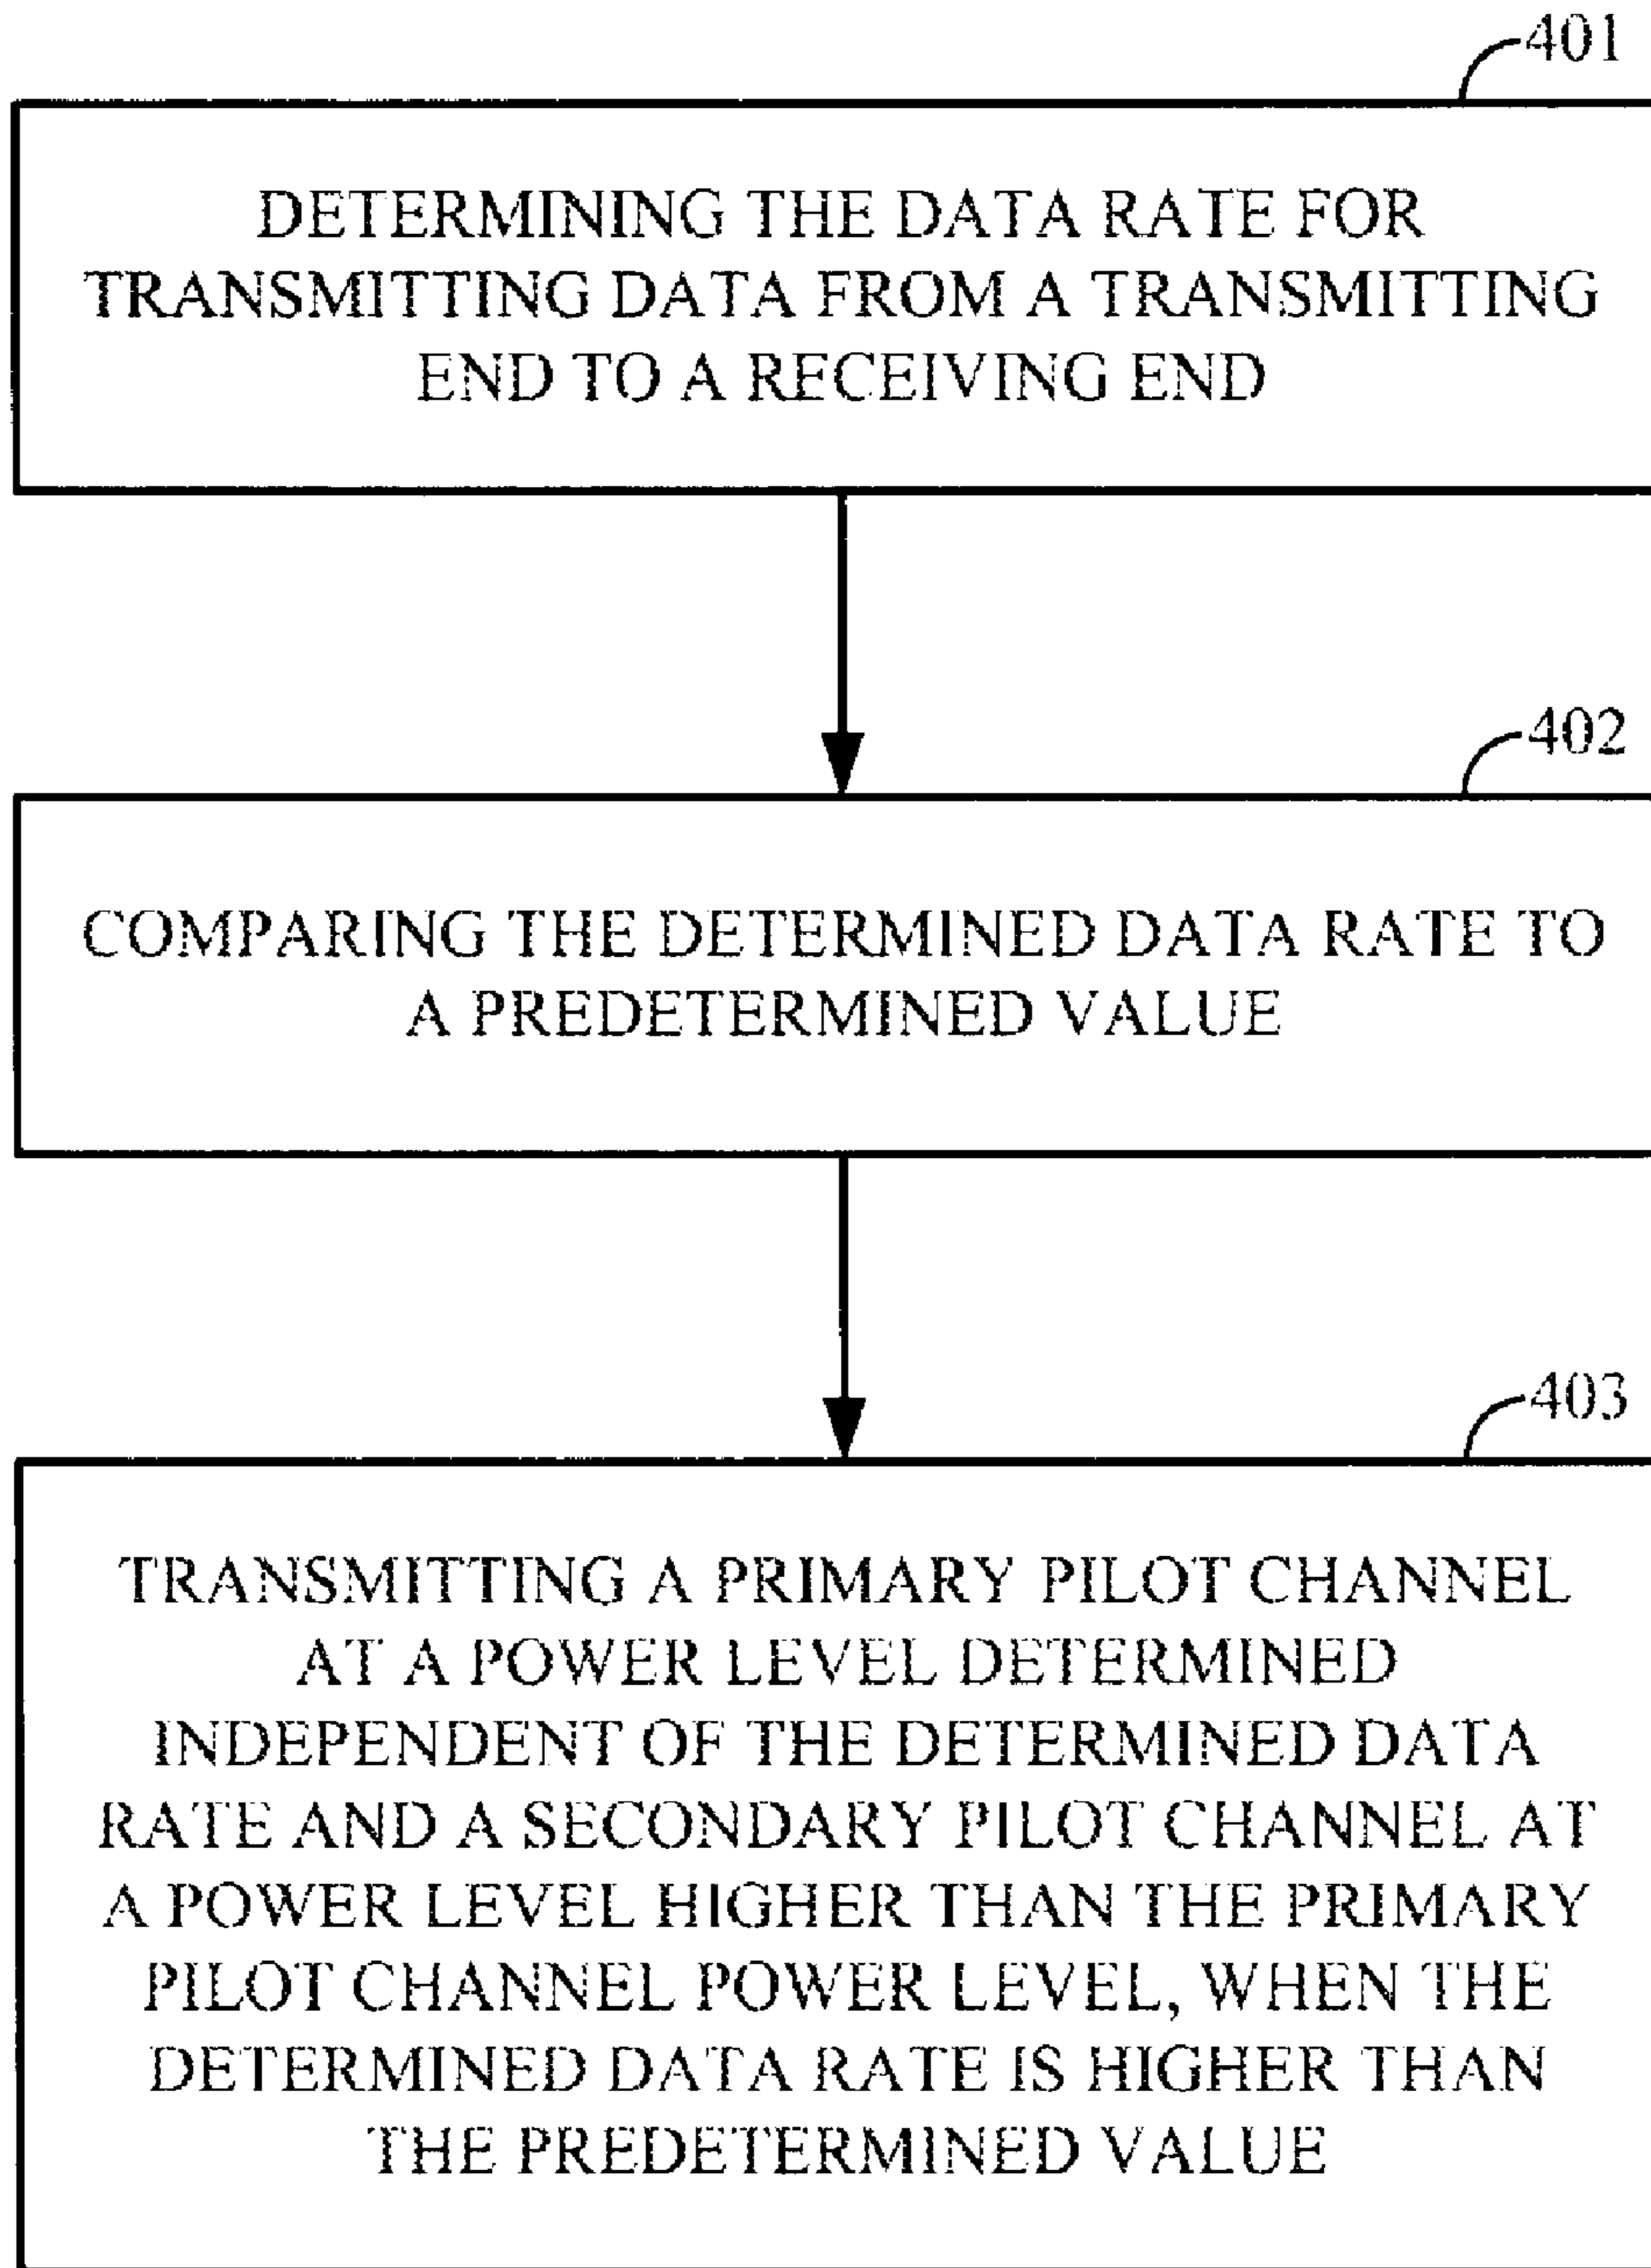 401
DETERMINING THE DATA RATE FOR
TRANSMITTING DATA FROM A TRANSMITTING
END TO A RECEIVING END
402
COMPARING THE DETERMINED DATA RATE TO
A PREDETERMINED VALUE
403
TRANSMITTING A PRIMARY PILOT CHANNEL
AT A POWER LEVEL DETERMINED
INDEPENDENT OF THE DETERMINED DATA
RATE AND A SECONDARY PILOT CHANNEL AT
A POWER LEVEL HIGHER THAN THE PRIMARY
PILOT CHANNEL POWER LEVEL, WHEN THE
DETERMINED DATA RATE IS HIGHER THAN
THE PREDETERMINED VALUE